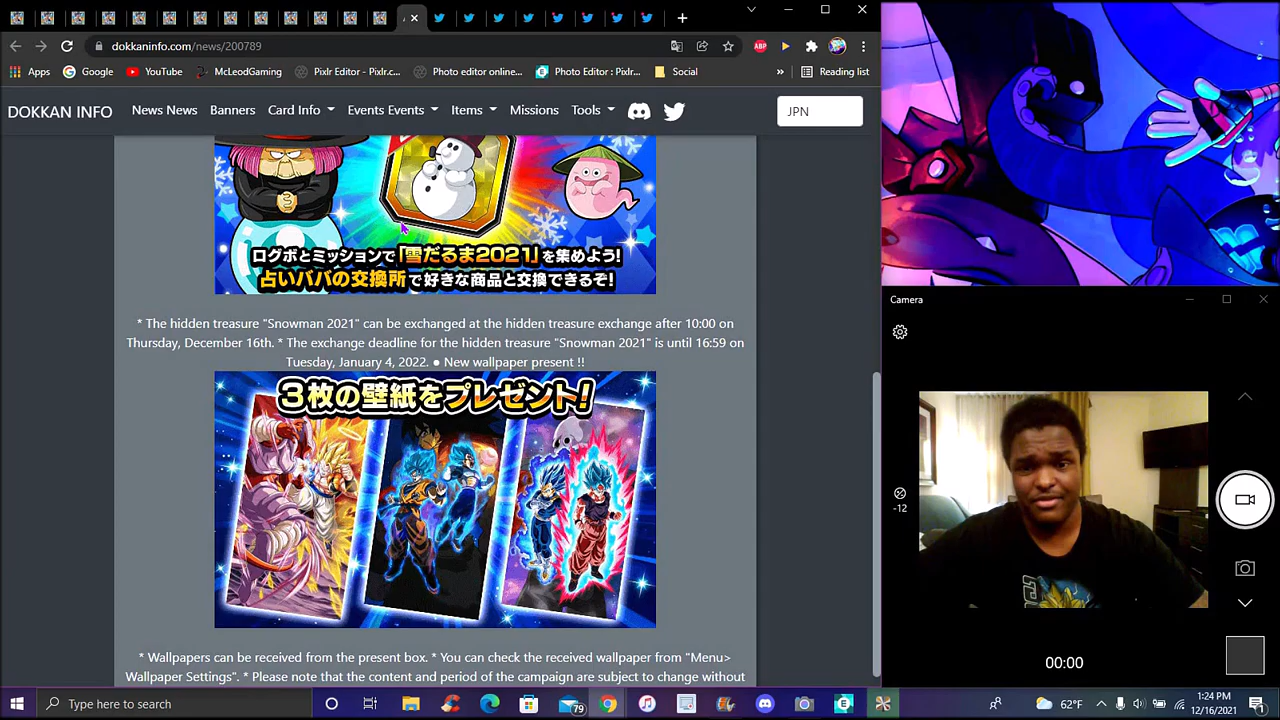 dokkaninfo.com/news/200789
ABP
Apps
Google
YouTube
McLeodGaming
Pixlr Editor - Pixlr.c...
Photo editor online...
Photo Editor : Pixlr...
Social
»
Reading list
DOKKAN INFO
News News
Banners
Card Info
Events Events
Items
Missions
Tools
JPN
ログボとミッションで「雪だるま2021」を集めよう!
占いババの交換所で好きな商品と交換できるぞ!
* The hidden treasure "Snowman 2021" can be exchanged at the hidden treasure exchange after 10:00 on
Thursday, December 16th. * The exchange deadline for the hidden treasure "Snowman 2021" is until 16:59 on
Tuesday, January 4, 2022. ● New wallpaper present !!
3枚の壁紙をプレゼント!
* Wallpapers can be received from the present box. * You can check the received wallpaper from "Menu>
Wallpaper Settings". * Please note that the content and period of the campaign are subject to change without
Camera
-12
00:00
Type here to search
79
62°F
1:24 PM
12/16/2021